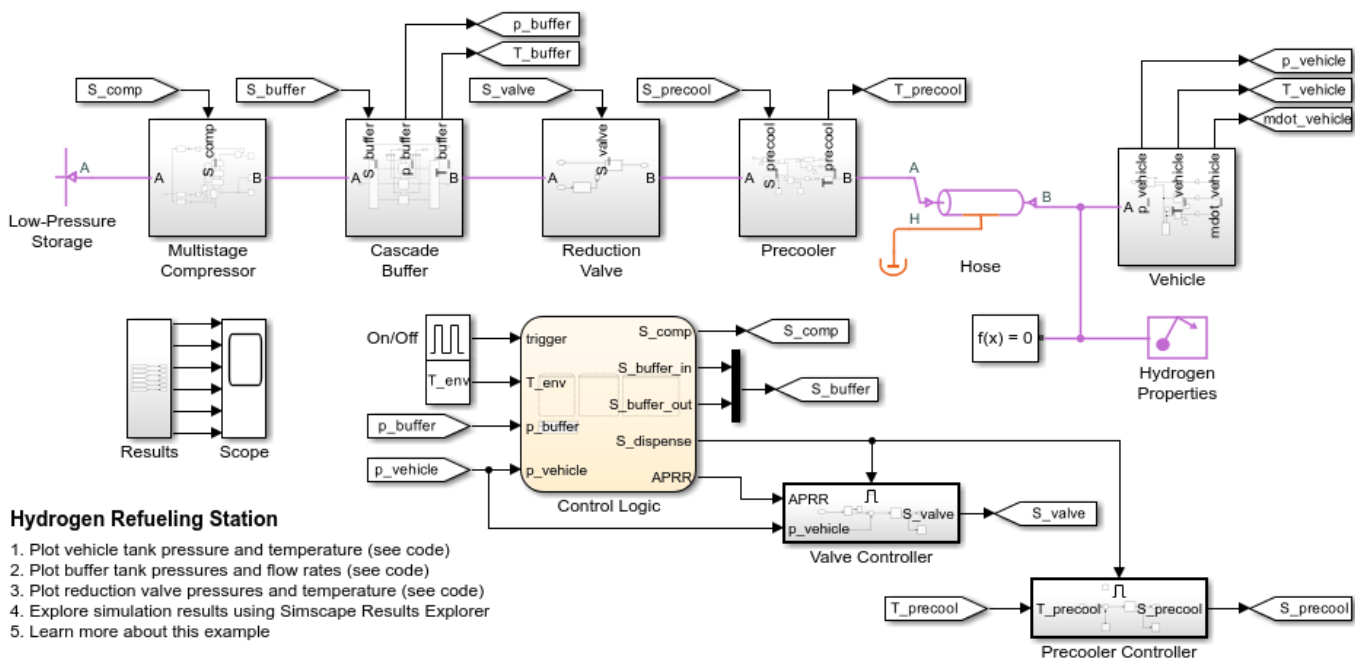 p_buffer
T_buffer
S_comp
S_buffer
S_valve
S_precool
T_precool
p_vehicle
T_vehicle
mdot_vehicle
A
Low-Pressure
Storage
A
S_comp
B
Multistage
Compressor
A
S_buffer
p_buffer
T_buffer
B
Cascade
Buffer
A
S_valve
B
Reduction
Valve
A
S_precool
T_precool
B
Precooler
A
H
B
Hose
A
p_vehicle
T_vehicle
mdot_vehicle
Vehicle
f(x) = 0
Hydrogen
Properties
Results
Scope
On/Off
T_env
p_buffer
p_vehicle
trigger
T_env
p_buffer
p_vehicle
S_comp
S_buffer_in
S_buffer_out
S_dispense
APRR
Control Logic
S_comp
S_buffer
APRR
p_vehicle
S_valve
Valve Controller
S_valve
T_precool
T_precool
S_precool
Precooler Controller
S_precool
Hydrogen Refueling Station
1. Plot vehicle tank pressure and temperature (see code)
2. Plot buffer tank pressures and flow rates (see code)
3. Plot reduction valve pressures and temperature (see code)
4. Explore simulation results using Simscape Results Explorer
5. Learn more about this example